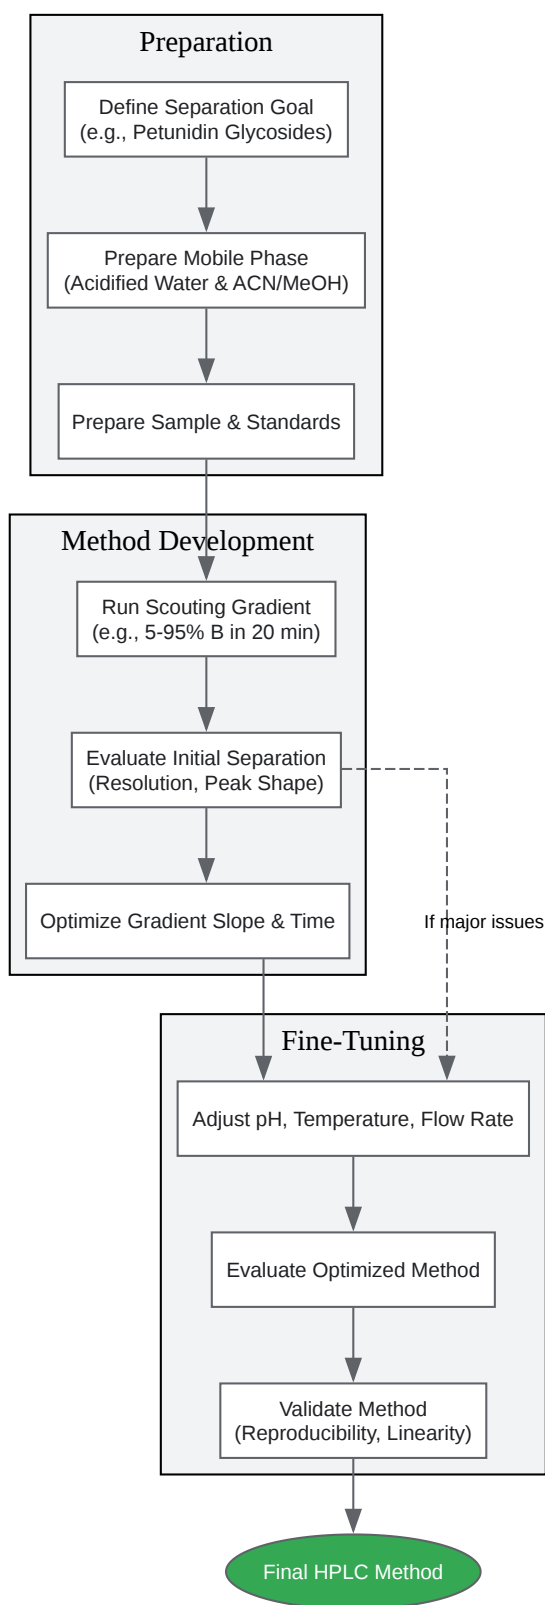 Preparation
Define Separation Goal
(e.g., Petunidin Glycosides)
Prepare Mobile Phase
(Acidified Water & ACN/MeOH)
Prepare Sample & Standards
Method Development
Run Scouting Gradient
(e.g., 5-95% B in 20 min)
Evaluate Initial Separation
(Resolution, Peak Shape)
Optimize Gradient Slope & Time
If major issues
Fine-Tuning
Adjust pH, Temperature, Flow Rate
Evaluate Optimized Method
Validate Method
(Reproducibility, Linearity)
Final HPLC Method